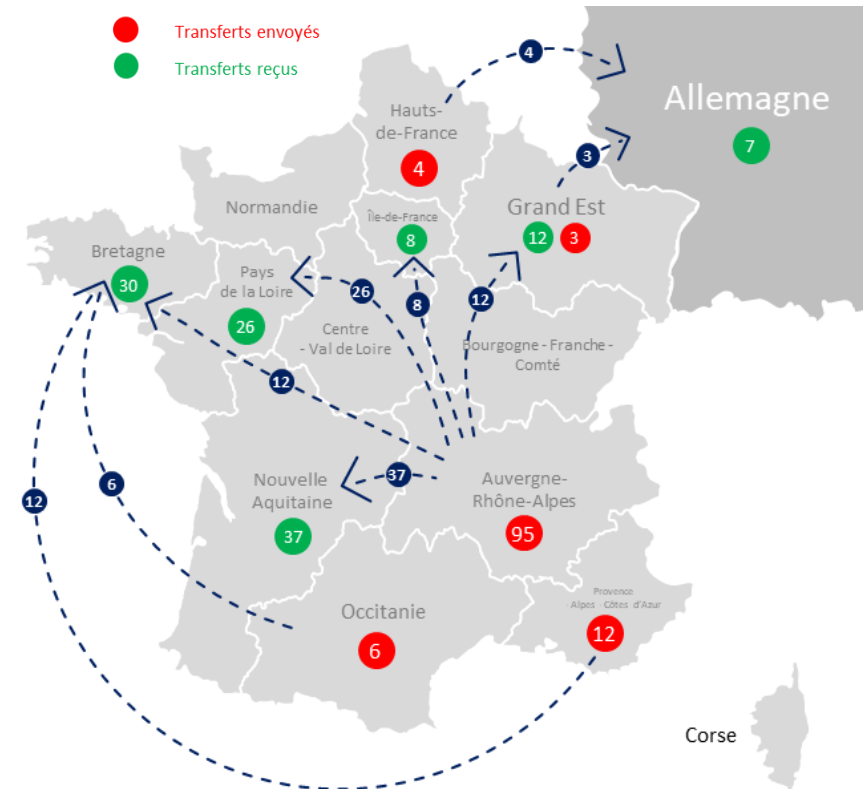 Transferts envoyés
Transferts reçus
4
Allemagne
7
3
Hauts-
de-France
4
Normandie
Île-de-France
8
Grand Est
12
3
Bretagne
30
Pays
de la Loire
26
26
8
12
Centre
- Val de Loire
Bourgogne - Franche -
Comté
12
37
6
12
Nouvelle
Aquitaine
37
Auvergne-
Rhône-Alpes
95
Occitanie
6
Provence
- Alpes - Côtes d'Azur
12
Corse